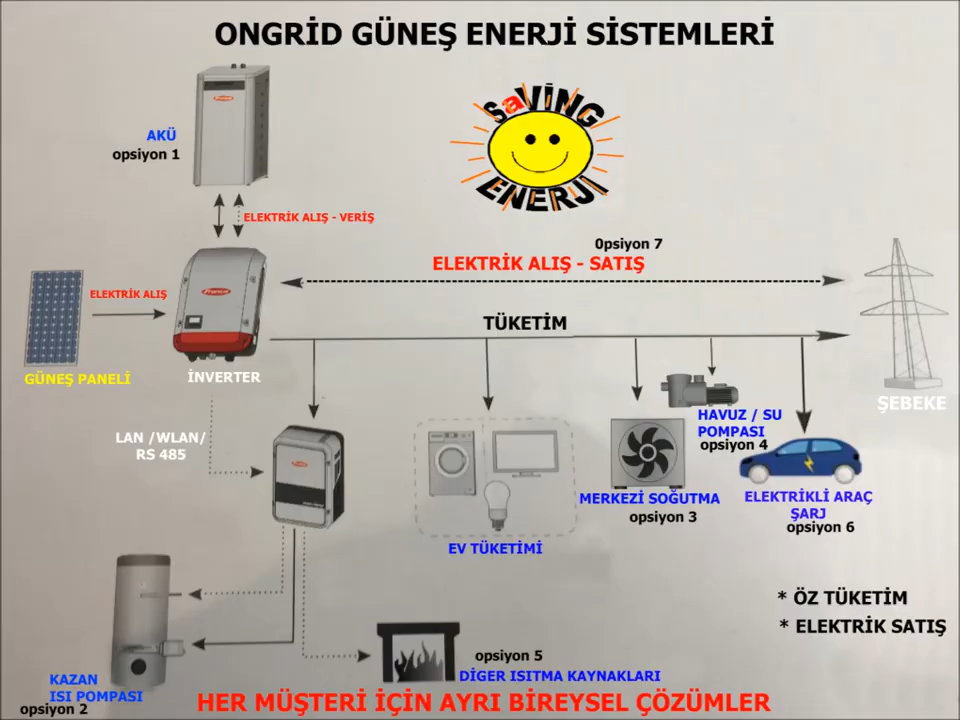 ONGRİD GÜNEŞ ENERJİ SİSTEMLERİ
SaVİNG
ENERJI
AKÜ
opsiyon 1
ELEKTRİK ALIŞ - VERİŞ
0psiyon 7
ELEKTRİK ALIŞ - SATIŞ
ELEKTRİK ALIŞ
Fronius
TÜKETİM
GÜNEŞ PANELİ
İNVERTER
ŞEBEKE
HAVUZ / SU
POMPASI
opsiyon 4
LAN /WLAN/
RS 485
MERKEZİ SOĞUTMA
opsiyon 3
ELEKTRİKLİ ARAÇ
ŞARJ
opsiyon 6
EV TÜKETİMİ
* ÖZ TÜKETİM
* ELEKTRİK SATIŞ
opsiyon 5
DİGER ISITMA KAYNAKLARI
KAZAN
ISI POMPASI
opsiyon 2
HER MÜŞTERİ İÇİN AYRI BİREYSEL ÇÖZÜMLER